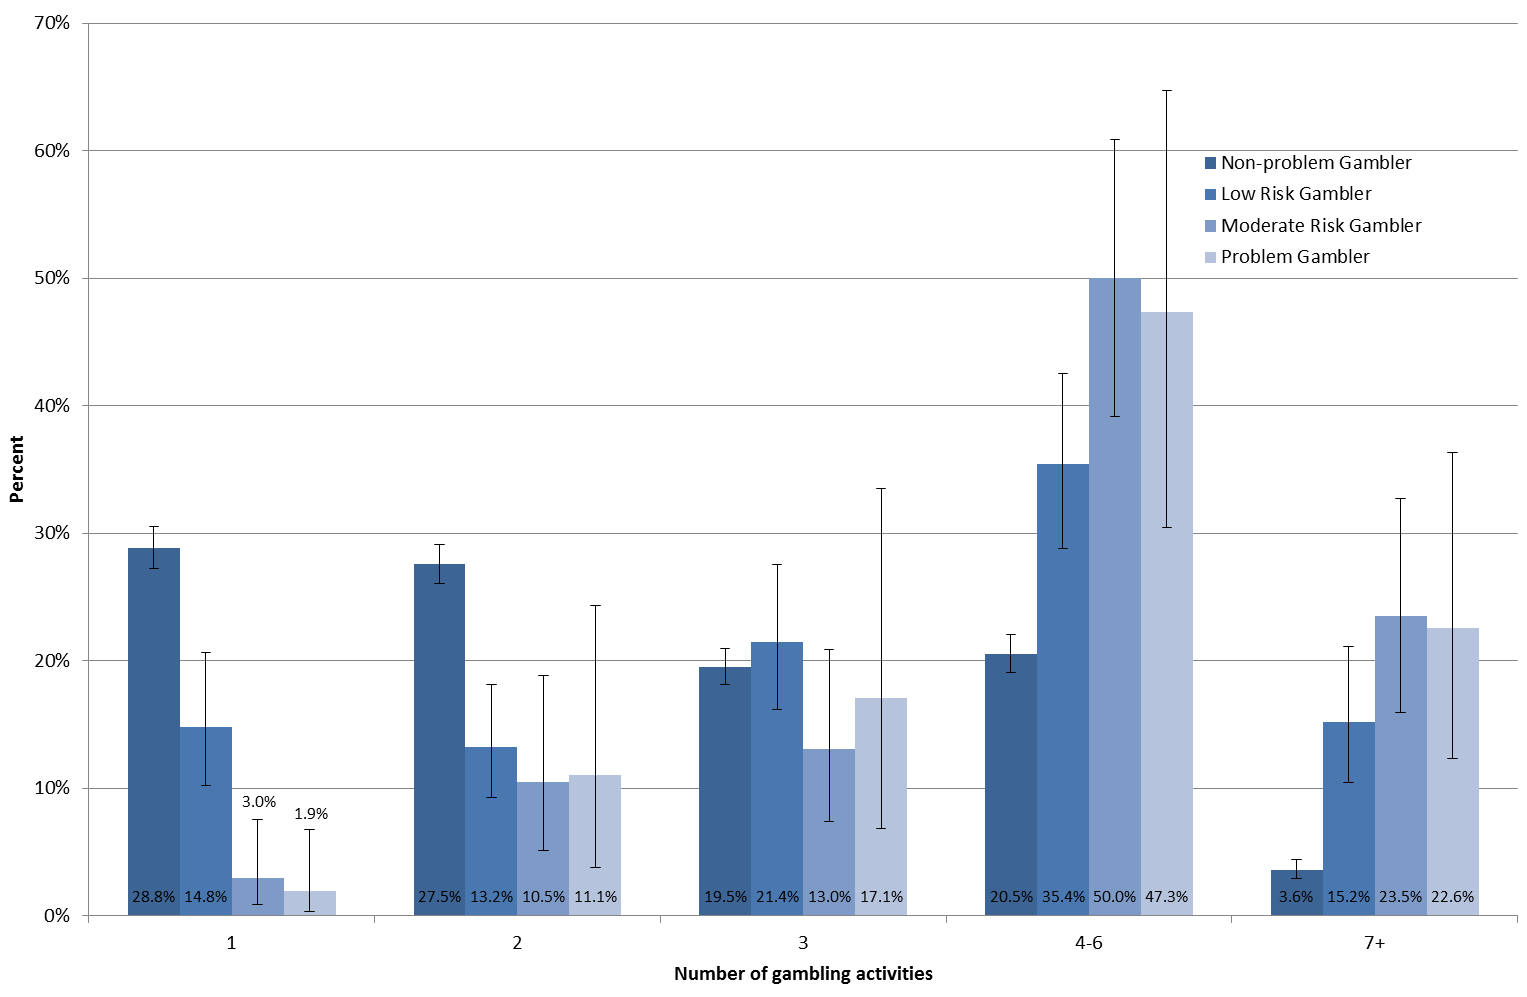 70%
60%
50%
40%
30%
20%
10%
0%
Percent
Non-problem Gambler
Low Risk Gambler
Moderate Risk Gambler
Problem Gambler
3.0%
1.9%
28.8% 14.8%
27.5% 13.2% 10.5% 11.1%
19.5% 21.4% 13.0% 17.1%
20.5% 35.4% 50.0% 47.3%
3.6% 15.2% 23.5% 22.6%
1 2 3 4-6 7+
Number of gambling activities